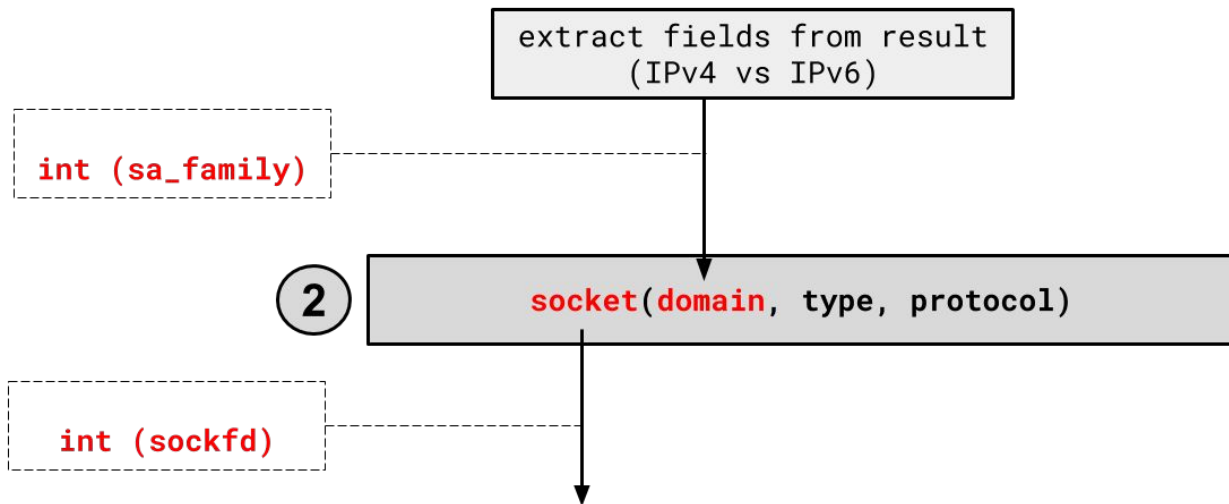 extract fields from result
(IPv4 vs IPv6)
int (sa_family)
2
socket(domain, type, protocol)
int (sockfd)